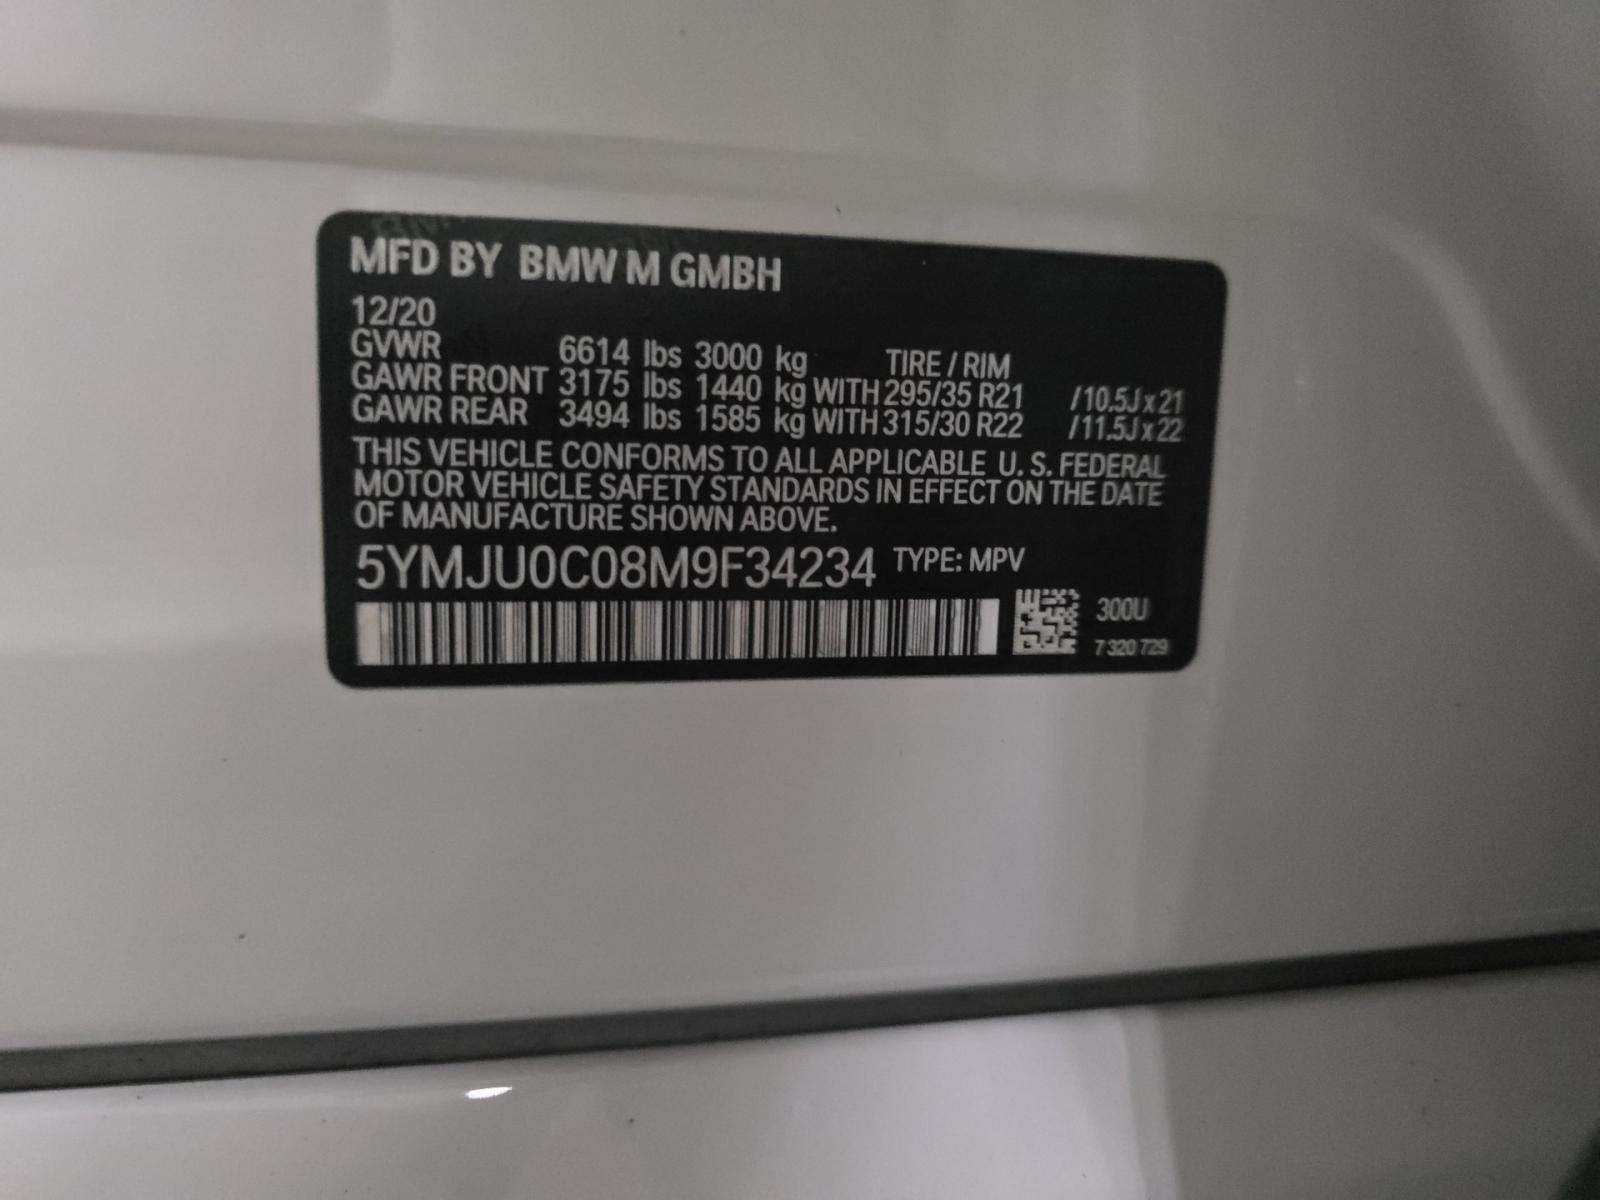 MFD BY BMW M GMBH
12/20
GVWR 6614 lbs 3000 kg TIRE / RIM
GAWR FRONT 3175 lbs 1440 kg WITH 295/35 R21 /10.5J x 21
GAWR REAR 3494 lbs 1585 kg WITH 315/30 R22 /11.5J x 22
THIS VEHICLE CONFORMS TO ALL APPLICABLE U. S. FEDERAL
MOTOR VEHICLE SAFETY STANDARDS IN EFFECT ON THE DATE
OF MANUFACTURE SHOWN ABOVE.
5YMJU0C08M9F34234 TYPE: MPV
300U
7 320 729